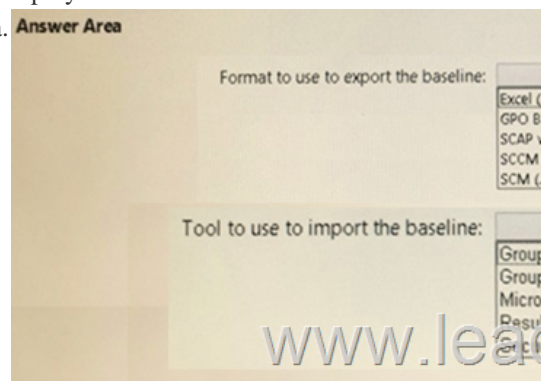 Answer Area
Format to use to export the baseline:
Excel (
GPO B
SCAP v
SCCM
SCM (.
Tool to use to import the baseline:
Group
Group
Micro
Resul
www.lea